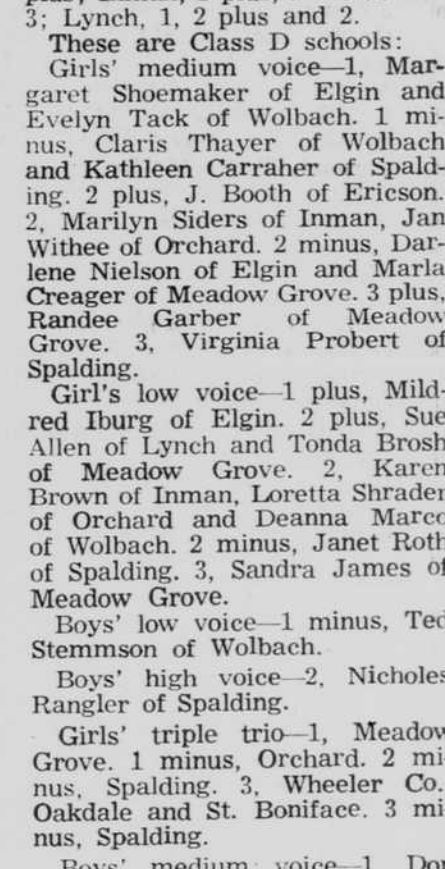 3; Lynch, 1, 2 plus and 2.
These are Class D schools:
Girls' medium voice—1, Mar-
garet Shoemaker of Elgin and
Evelyn Tack of Wolbach. 1 mi-
nus, Claris Thayer of Wolbach
and Kathleen Carraher of Spald-
ing. 2 plus, J. Booth of Ericson.
2, Marilyn Siders of Inman, Jan
Withee of Orchard. 2 minus, Dar-
lene Nielson of Elgin and Marla
Creager of Meadow Grove. 3 plus,
Randee Garber of Meadow
Grove. 3, Virginia Probert of
Spalding.
Girl's low voice—1 plus, Mild-
red Iburg of Elgin. 2 plus, Sue
Allen of Lynch and Tonda Brosh
of Meadow Grove. 2, Karen
Brown of Inman, Loretta Shrader
of Orchard and Deanna Marco
of Wolbach. 2 minus, Janet Roth
of Spalding. 3, Sandra James of
Meadow Grove.
Boys' low voice—1 minus, Ted
Stemmson of Wolbach.
Boys' high voice—2, Nicholes
Rangler of Spalding.
Girls' triple trio—1, Meadow
Grove. 1 minus, Orchard. 2 mi-
nus, Spalding. 3, Wheeler Co.
Oakdale and St. Boniface. 3 mi-
nus, Spalding.
Boys' medium voice—1, Don